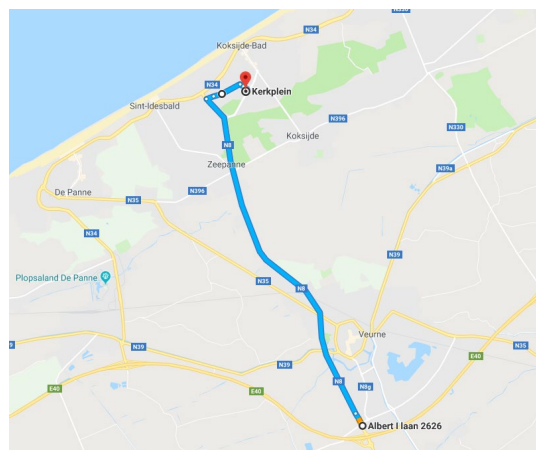 N34
N330
Koksijde-Bad
N34
Kerkplein
Sint-Idesbald
N396
N330
Koksijde
N8
Zeepanne
N39a
De Panne
N396
N35
N34
N39
Plopsaland De Panne
N35
N8
Veurne
N39
N35
E40
N39
N8
N8g
E40
E40
Albert I laan 2626